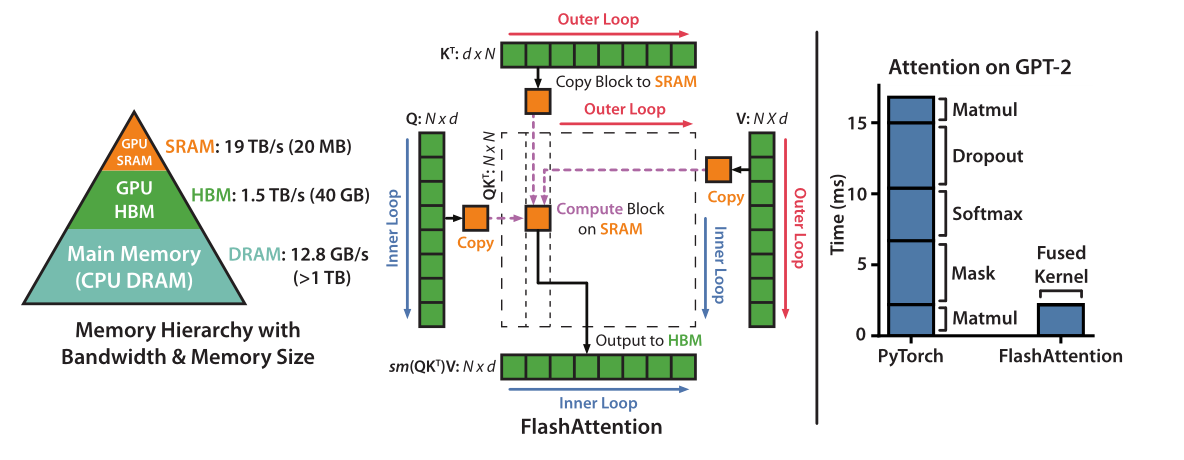 GPU
SRAM
SRAM: 19 TB/s (20 MB)
GPU
HBM
HBM: 1.5 TB/s (40 GB)
Main Memory
(CPU DRAM)
DRAM: 12.8 GB/s
(>1 TB)
Memory Hierarchy with
Bandwidth & Memory Size
Outer Loop
Kᵀ: d x N
Copy Block to SRAM
Outer Loop
Q: N x d
QKᵀ: N x N
V: N X d
Inner Loop
Copy
Compute Block
on SRAM
Copy
Inner Loop
Outer Loop
Output to HBM
sm(QKᵀ)V: N x d
Inner Loop
FlashAttention
Attention on GPT-2
Time (ms)
15
10
5
0
Matmul
Dropout
Softmax
Mask
Matmul
Fused
Kernel
PyTorch
FlashAttention